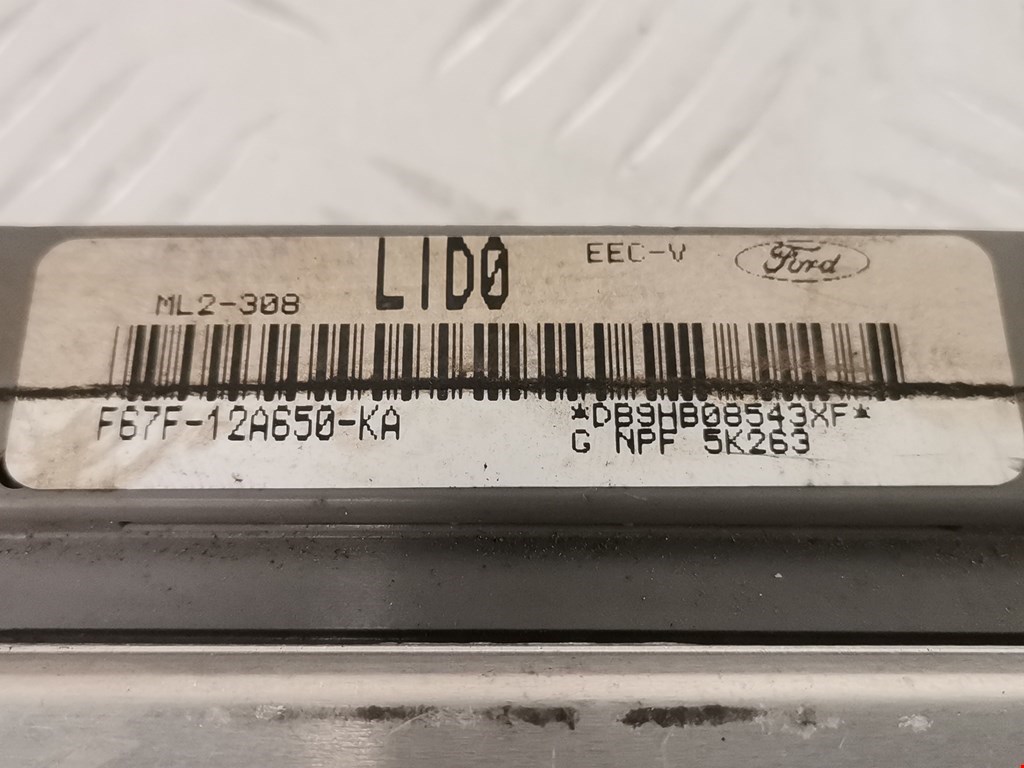 LID0 EEC-V Ford
ML2-308
F67F-12A650-KA *DB9HB08543XF*
G NPF 5K263